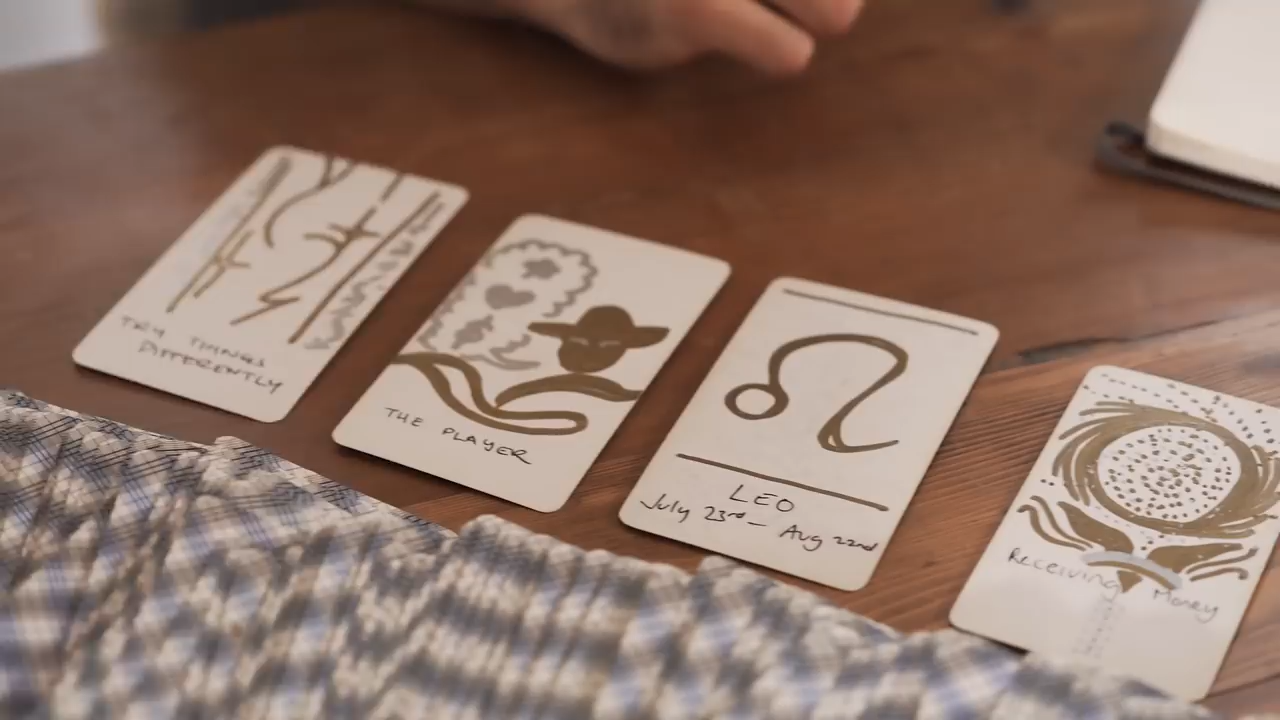 TRY THINGS
DIFFERENTLY
THE PLAYER
LEO
July 23rd - Aug 22nd
Receiving Money